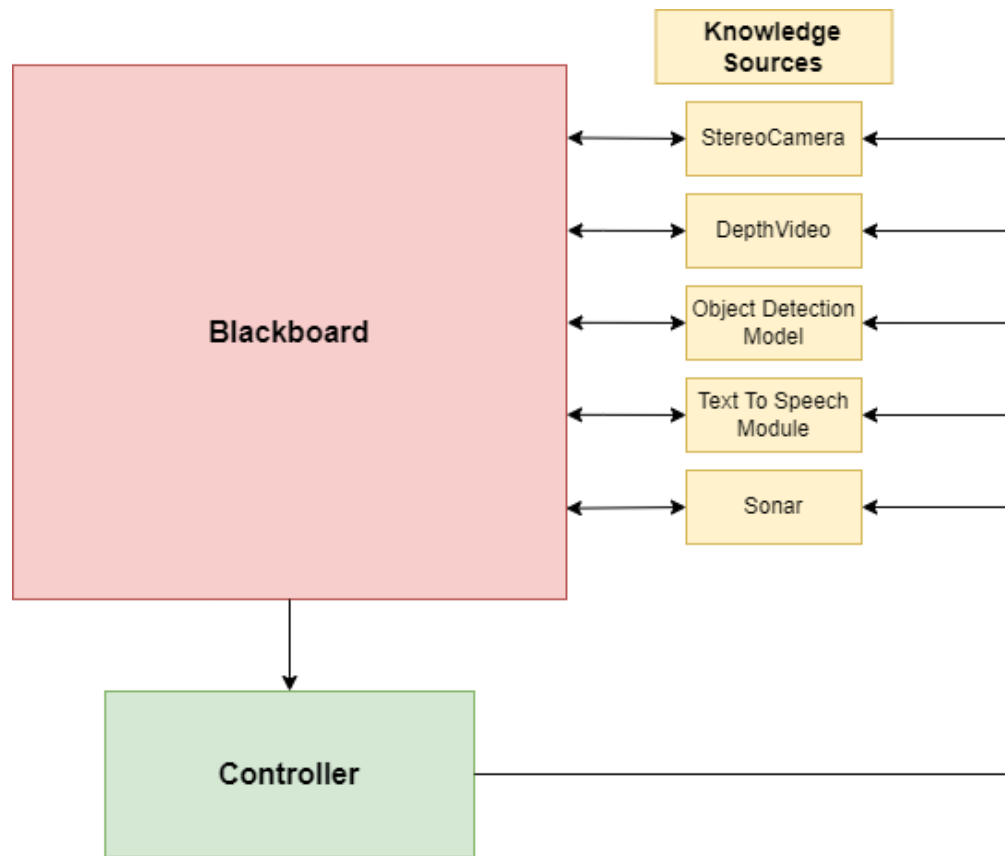 Knowledge
Sources
StereoCamera
DepthVideo
Object Detection
Model
Text To Speech
Module
Sonar
Blackboard
Controller